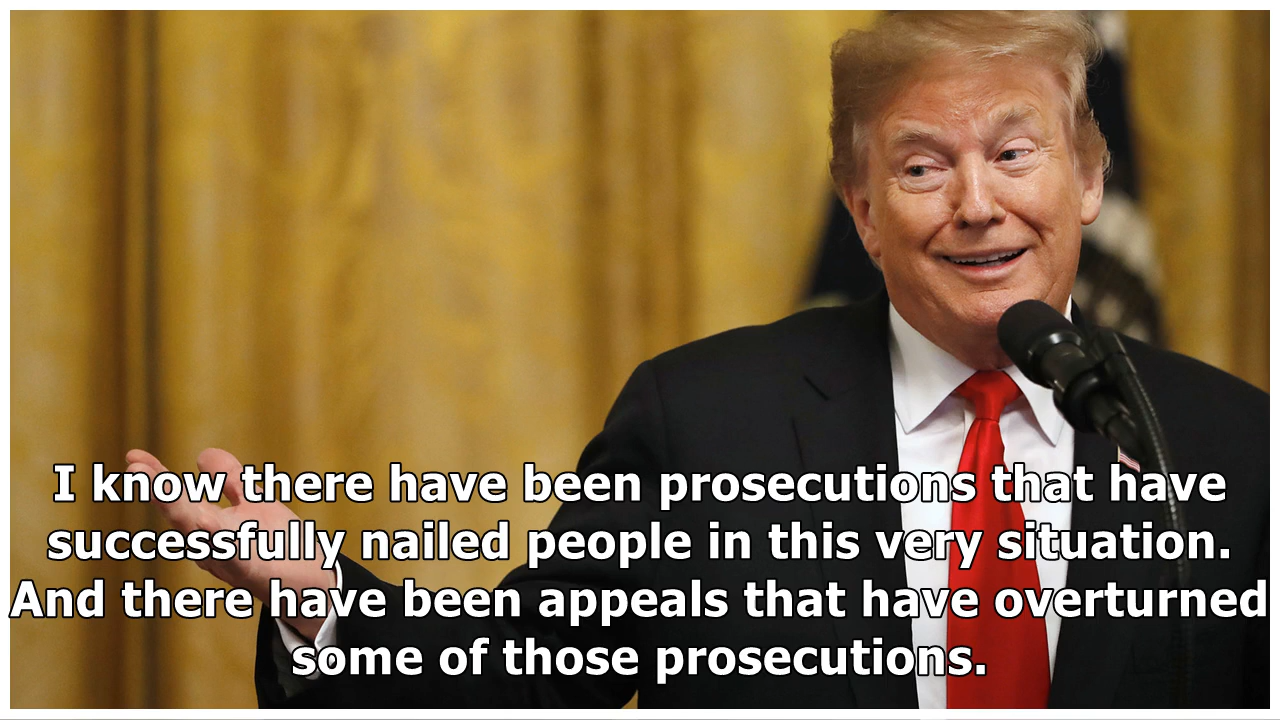 I know there have been prosecutions that have
successfully nailed people in this very situation.
And there have been appeals that have overturned
some of those prosecutions.